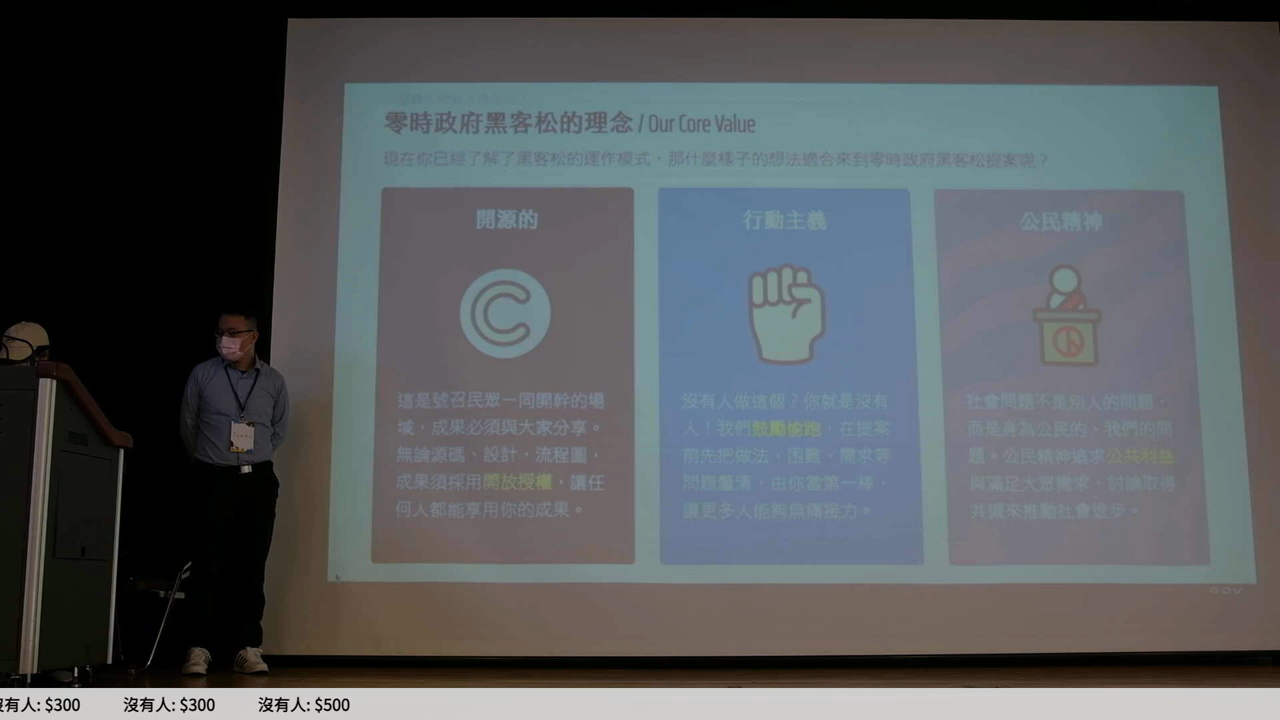 零時政府黑客松的理念 / Our Core Value
現在你已經了解了黑客松的運作模式，那什麼樣子的想法適合來到零時政府黑客松提案呢？
開源的
這是號召民眾一同開幹的場
域，成果必須與大家分享。
無論源碼、設計，流程圖，
成果須採用開放授權，讓任
何人都能享用你的成果。
行動主義
沒有人做這個？你就是沒有
人！我們鼓勵偷跑，在提案
前先把做法，困難、需求等
問題釐清，由你當第一棒，
讓更多人能夠無痛接力。
公民精神
社會問題不是別人的問題，
而是身為公民的、我們的問
題。公民精神追求公共利益
與滿足大眾需求，討論取得
共識來推動社會進步。
GOV
沒有人: $300
沒有人: $300
沒有人: $500